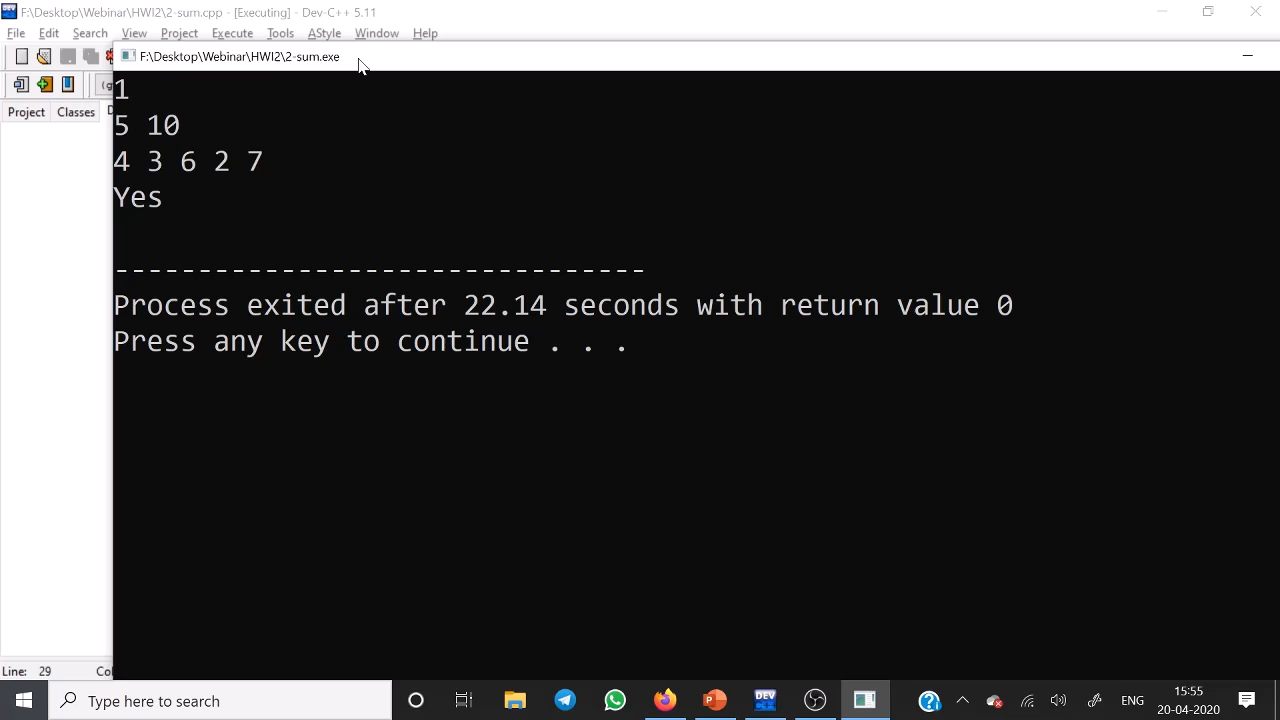 F:\Desktop\Webinar\HWI2\2-sum.cpp - [Executing] - Dev-C++ 5.11
File Edit Search View Project Execute Tools AStyle Window Help
F:\Desktop\Webinar\HWI2\2-sum.exe
(g
Project Classes D
1
5 10
4 3 6 2 7
Yes
--------------------------------
Process exited after 22.14 seconds with return value 0
Press any key to continue . . .
Line: 29 Co
Type here to search
DEV
ENG
15:55
20-04-2020